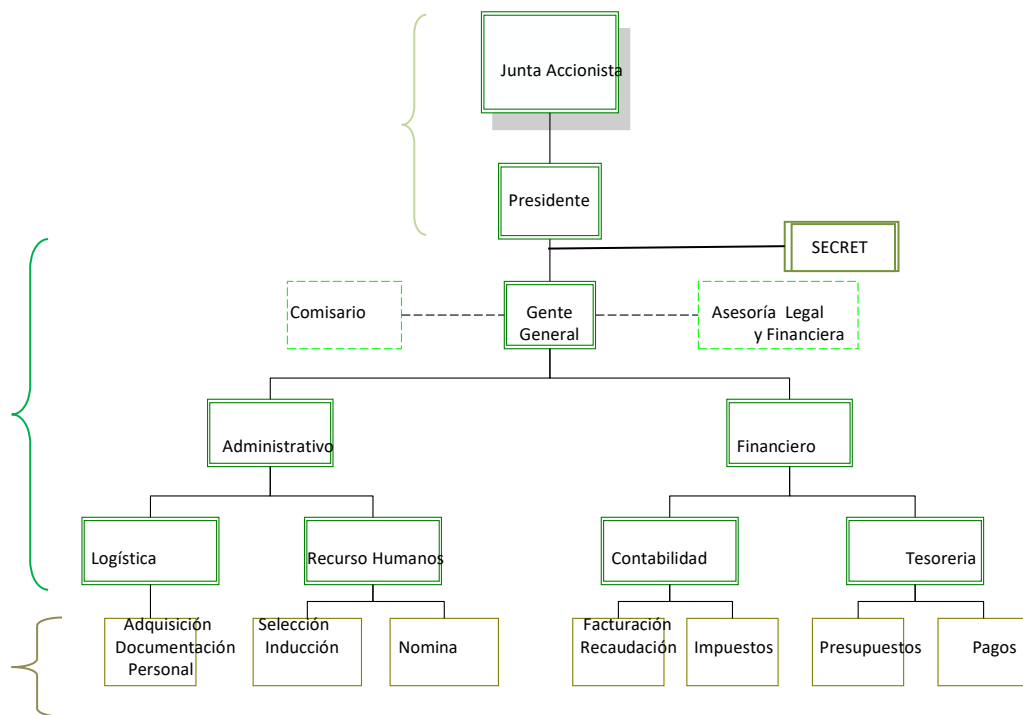 Junta Accionista
Presidente
SECRET
Comisario
Gente
General
Asesoría Legal
y Financiera
Administrativo
Financiero
Logística
Recurso Humanos
Contabilidad
Tesoreria
Adquisición
Documentación
Personal
Selección
Inducción
Nomina
Facturación
Recaudación
Impuestos
Presupuestos
Pagos